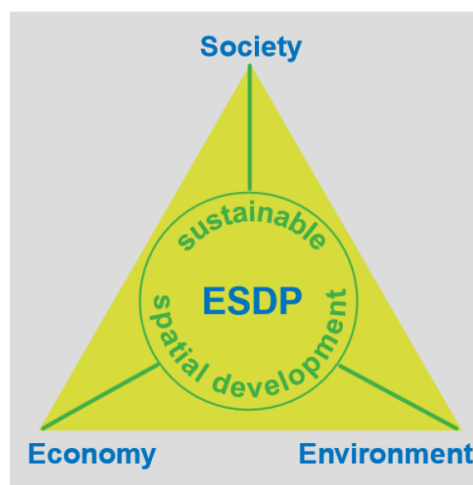 Society
sustainable
ESDP
spatial development
Economy
Environment